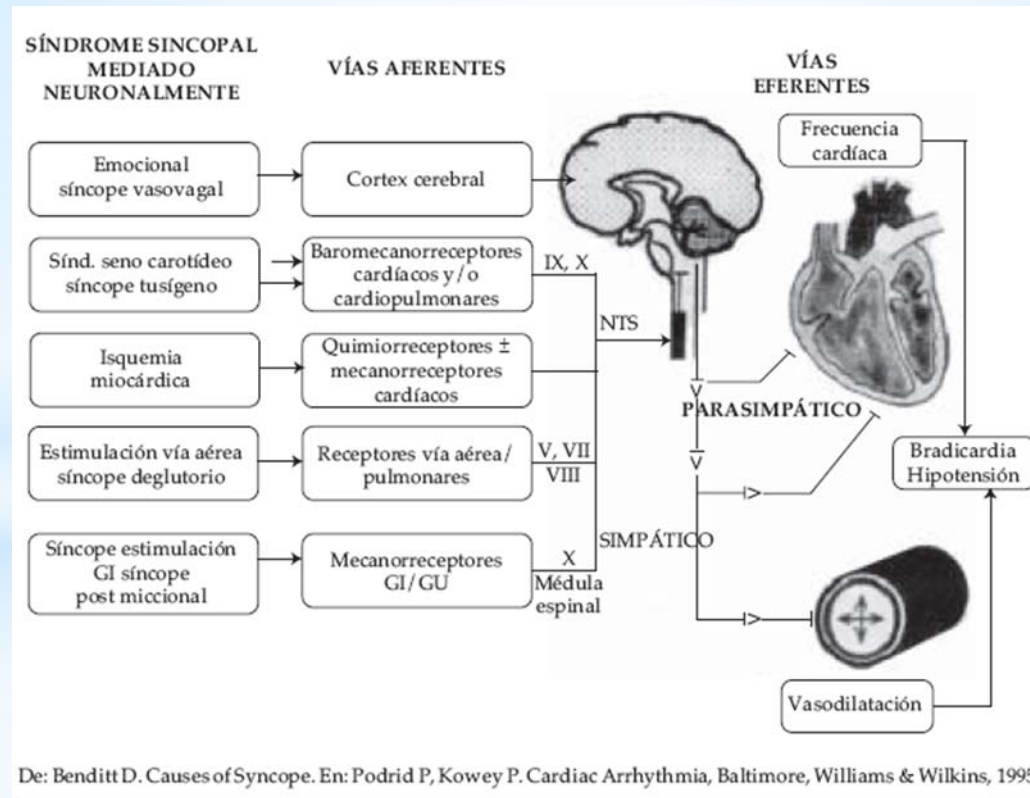 SÍNDROME SINCOPAL
MEDIADO
NEURONALMENTE
VÍAS AFERENTES
VÍAS
EFERENTES
Emocional
síncope vasovagal
Cortex cerebral
Frecuencia
cardíaca
Sínd. seno carotídeo
síncope tusígeno
Baromecanorreceptores
cardíacos y/o
cardiopulmonares
IX, X
NTS
Isquemia
miocárdica
Quimiorreceptores ±
mecanorreceptores
cardíacos
PARASIMPÁTICO
Estimulación vía aérea
síncope deglutorio
Receptores vía aérea/
pulmonares
V, VII
VIII
Bradicardia
Hipotensión
Síncope estimulación
GI síncope
post miccional
Mecanorreceptores
GI/GU
X
Médula
espinal
SIMPÁTICO
Vasodilatación
De: Benditt D. Causes of Syncope. En: Podrid P, Kowey P. Cardiac Arrhythmia, Baltimore, Williams & Wilkins, 1995